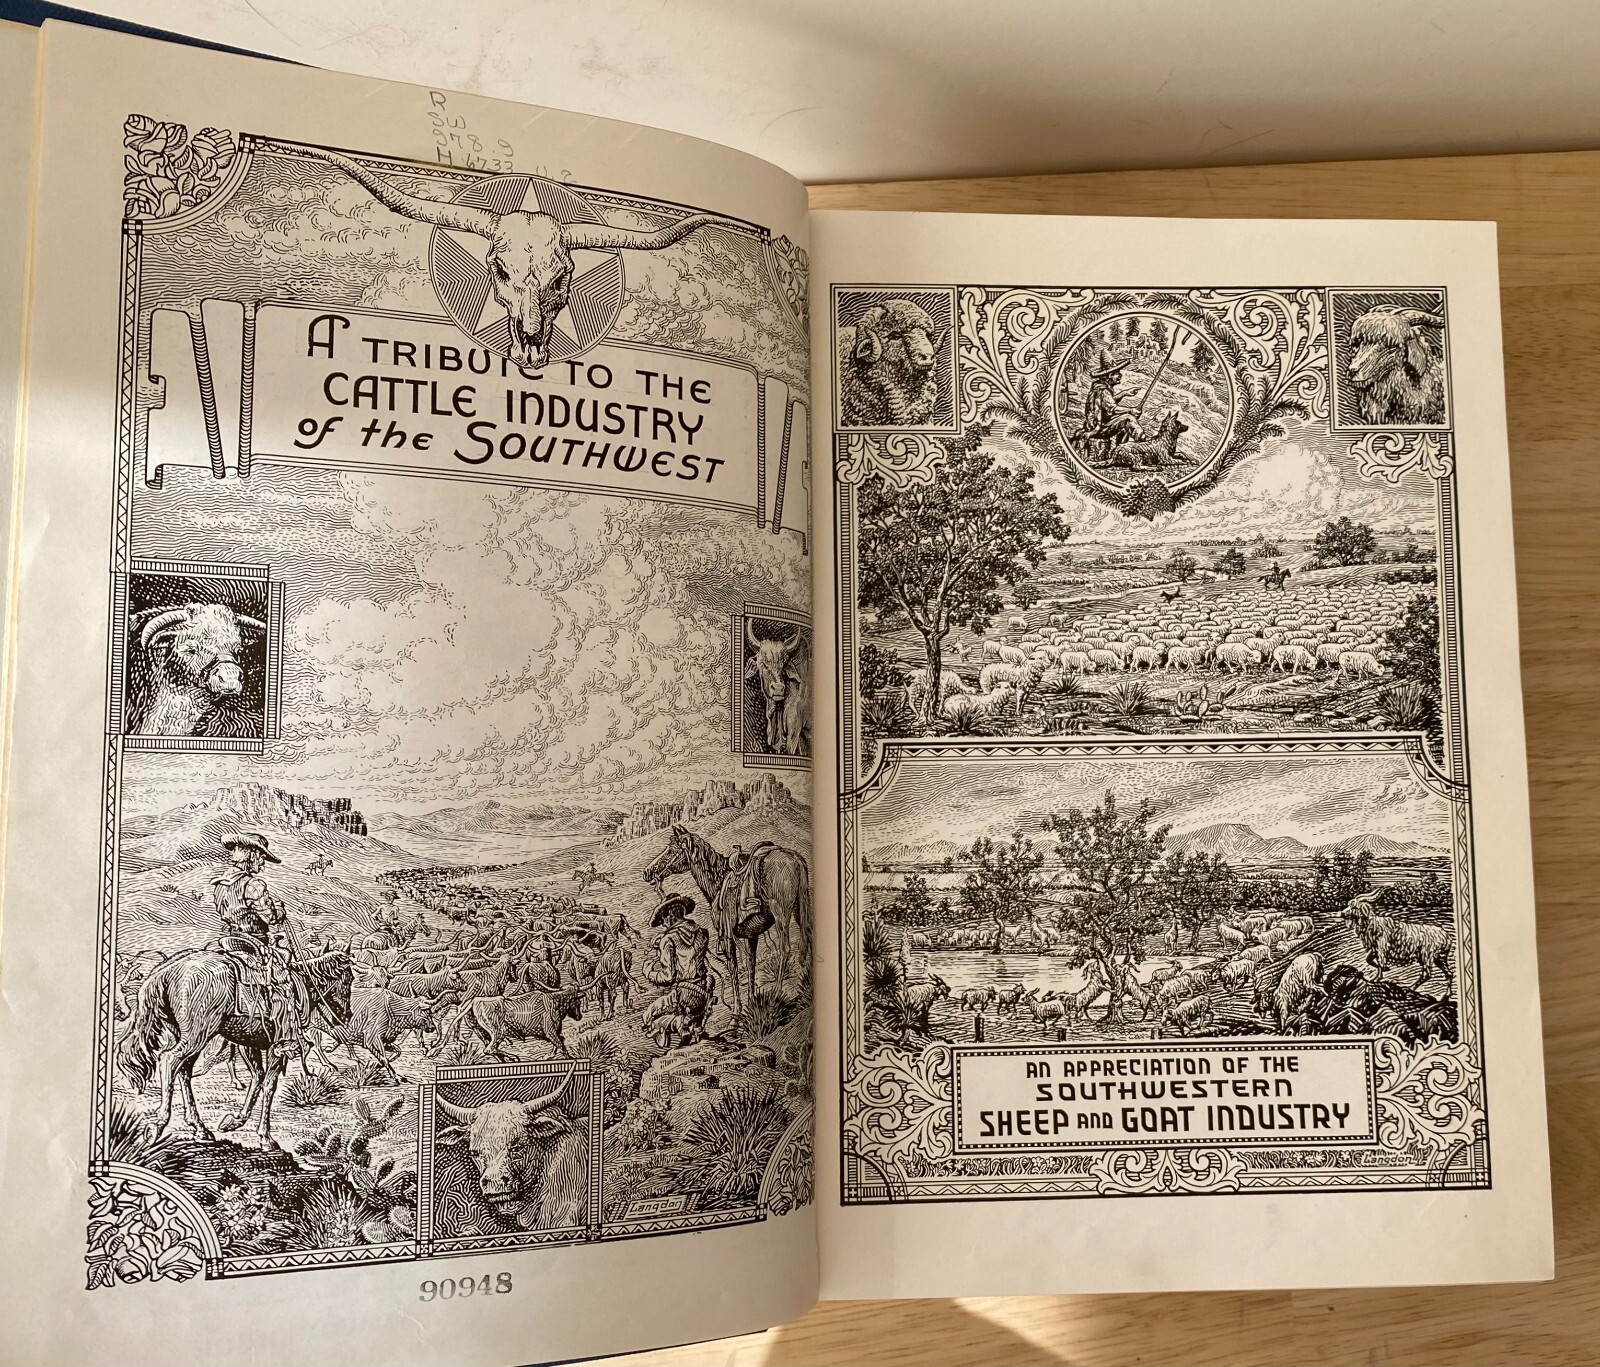 R
SW
978.9
A TRIBUTE TO THE
CATTLE INDUSTRY
of the SOUTHWEST
Langdon
90948
AN APPRECIATION OF THE
SOUTHWESTERN
SHEEP AND GOAT INDUSTRY
Langdon